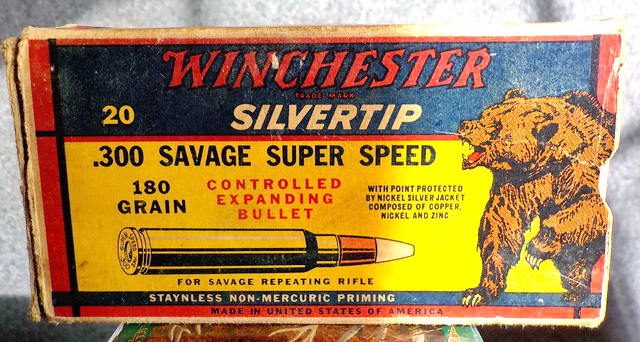 WINCHESTER
TRADE MARK
20
SILVERTIP
.300 SAVAGE SUPER SPEED
180
GRAIN
CONTROLLED
EXPANDING
BULLET
WITH POINT PROTECTED
BY NICKEL SILVER JACKET
COMPOSED OF COPPER,
NICKEL AND ZINC
FOR SAVAGE REPEATING RIFLE
STAYNLESS NON-MERCURIC PRIMING
MADE IN UNITED STATES OF AMERICA